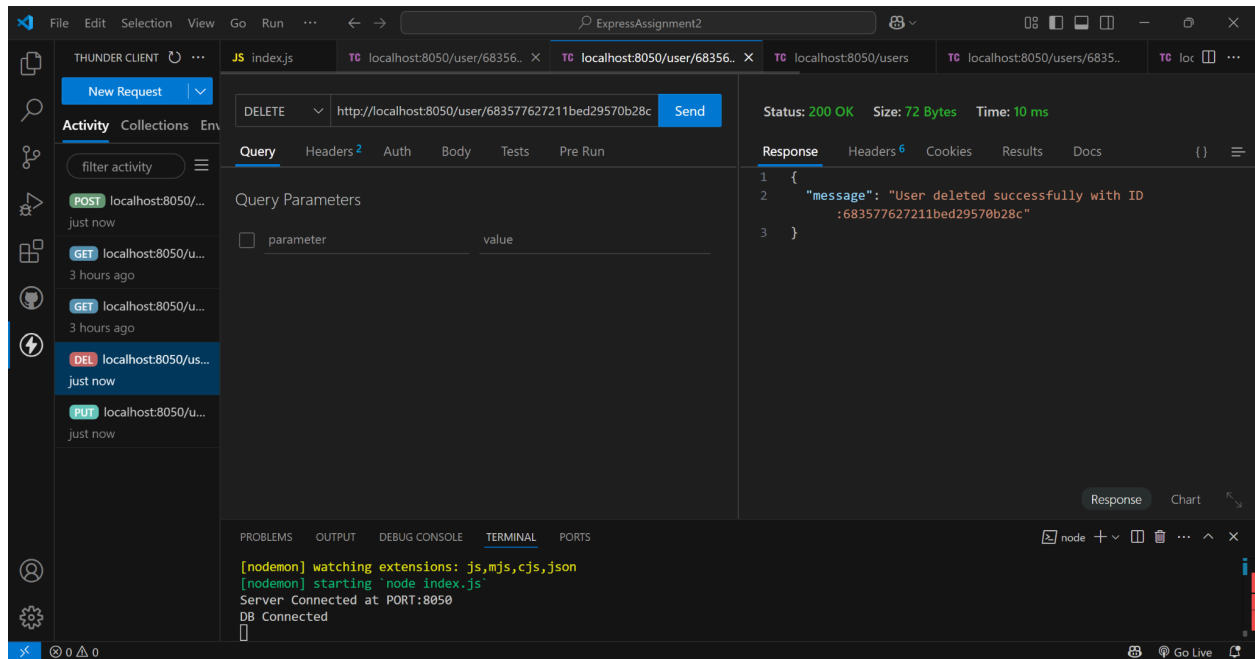 File Edit Selection View Go Run ··· ExpressAssignment2
THUNDER CLIENT ···
New Request
Activity Collections Env
filter activity
POST localhost:8050/...
just now
GET localhost:8050/u...
3 hours ago
GET localhost:8050/u...
3 hours ago
DEL localhost:8050/us...
just now
PUT localhost:8050/u...
just now
JS index.js TC localhost:8050/user/68356.. TC localhost:8050/user/68356.. TC localhost:8050/users TC localhost:8050/users/6835.. TC loc ···
DELETE http://localhost:8050/user/683577627211bed29570b28c Send
Query Headers 2 Auth Body Tests Pre Run
Query Parameters
parameter value
Status: 200 OK Size: 72 Bytes Time: 10 ms
Response Headers 6 Cookies Results Docs { }
1 {
2 "message": "User deleted successfully with ID
:683577627211bed29570b28c"
3 }
Response Chart
PROBLEMS OUTPUT DEBUG CONSOLE TERMINAL PORTS node ···
[nodemon] watching extensions: js,mjs,cjs,json
[nodemon] starting `node index.js`
Server Connected at PORT:8050
DB Connected
0 0 Go Live